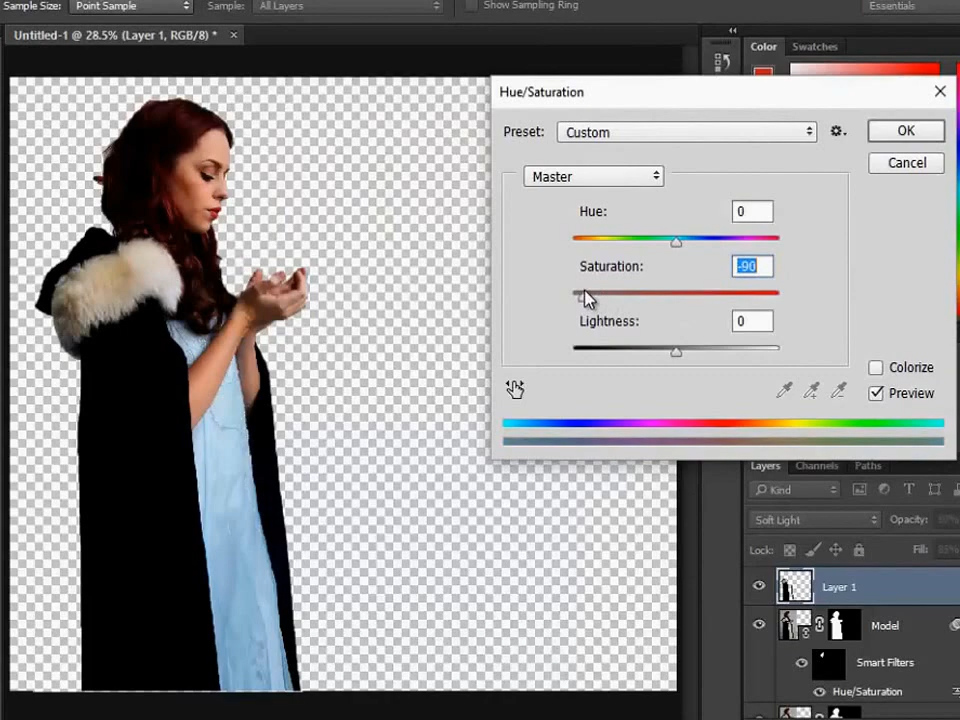 Sample Size: Point Sample Sample: All Layers Show Sampling Ring Essentials
Untitled-1 @ 28.5% (Layer 1, RGB/8) * ×
Color Swatches
Hue/Saturation
Preset: Custom OK
Cancel
Master
Hue: 0
Saturation: -90
Lightness: 0
Colorize
Preview
Layers Channels Paths
Kind
Soft Light Opacity:
Lock: Fill:
Layer 1
Model
Smart Filters
Hue/Saturation